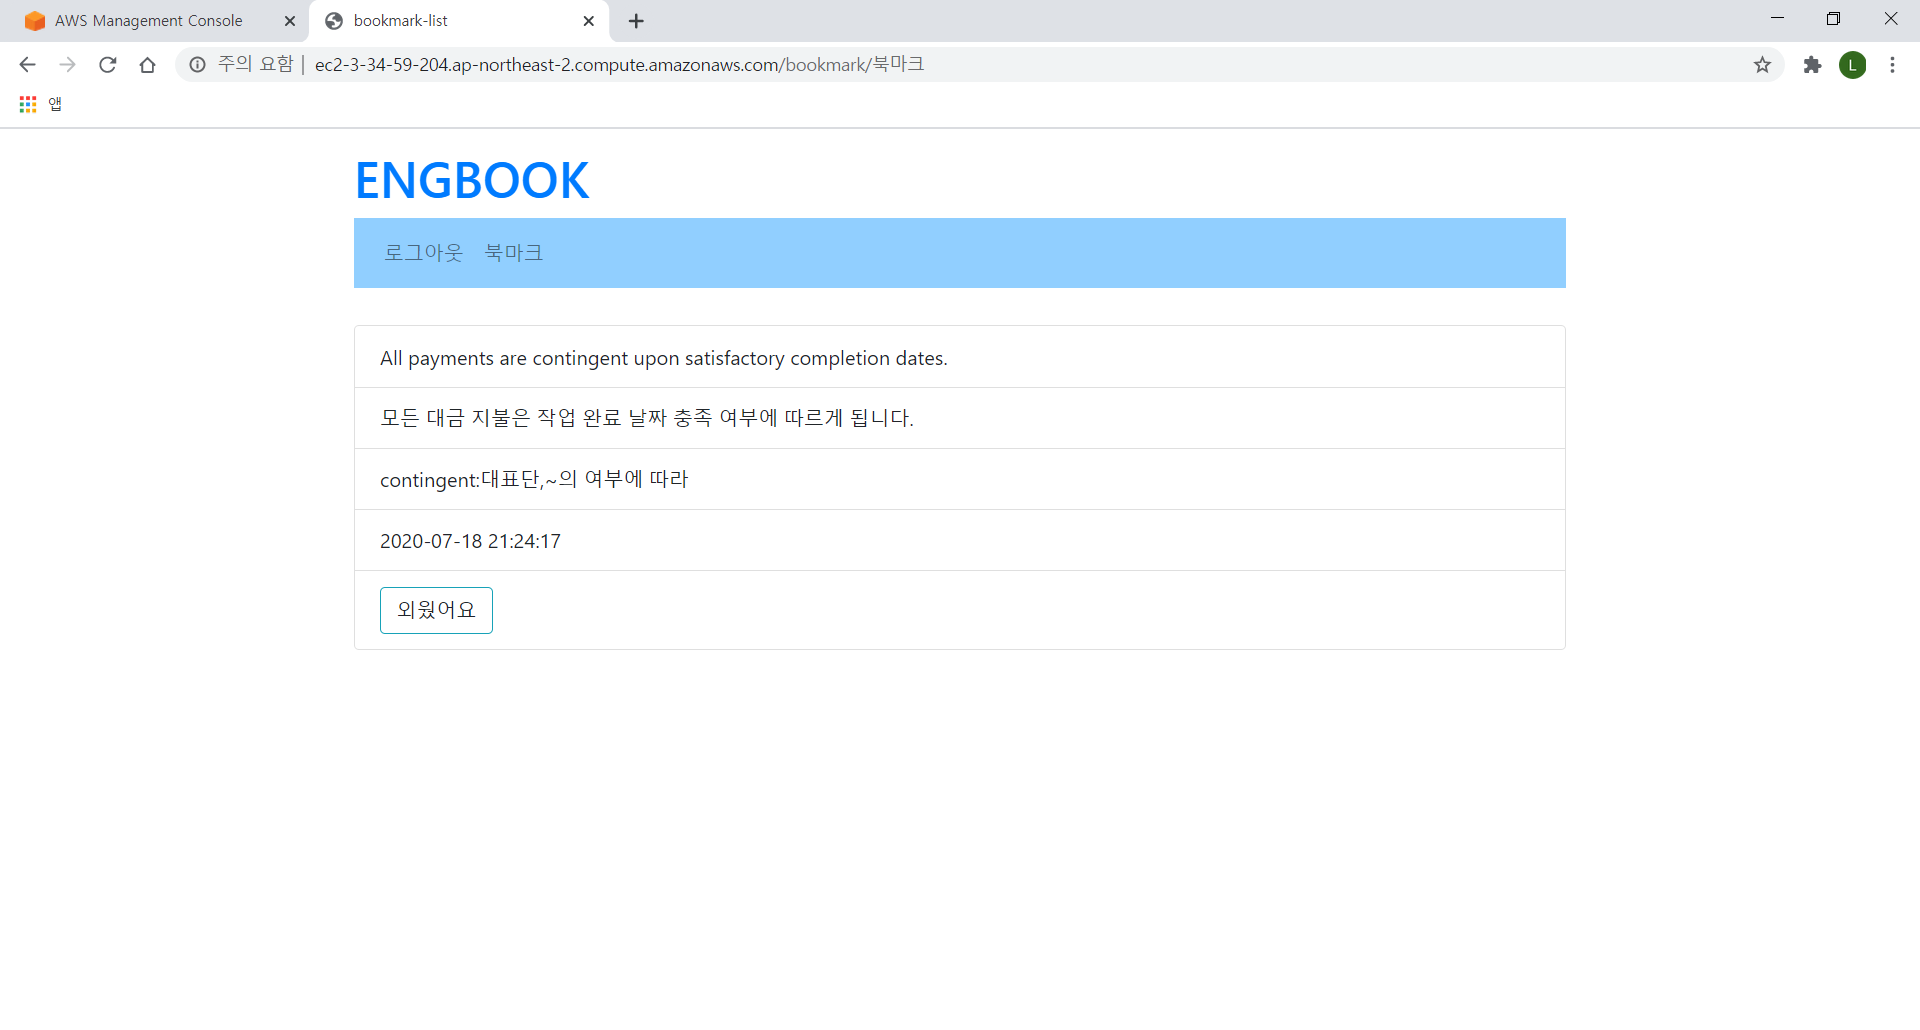 AWS Management Console
bookmark-list
주의 요함 | ec2-3-34-59-204.ap-northeast-2.compute.amazonaws.com/bookmark/북마크
L
앱
ENGBOOK
로그아웃 북마크
All payments are contingent upon satisfactory completion dates.
모든 대금 지불은 작업 완료 날짜 충족 여부에 따르게 됩니다.
contingent:대표단,~의 여부에 따라
2020-07-18 21:24:17
외웠어요